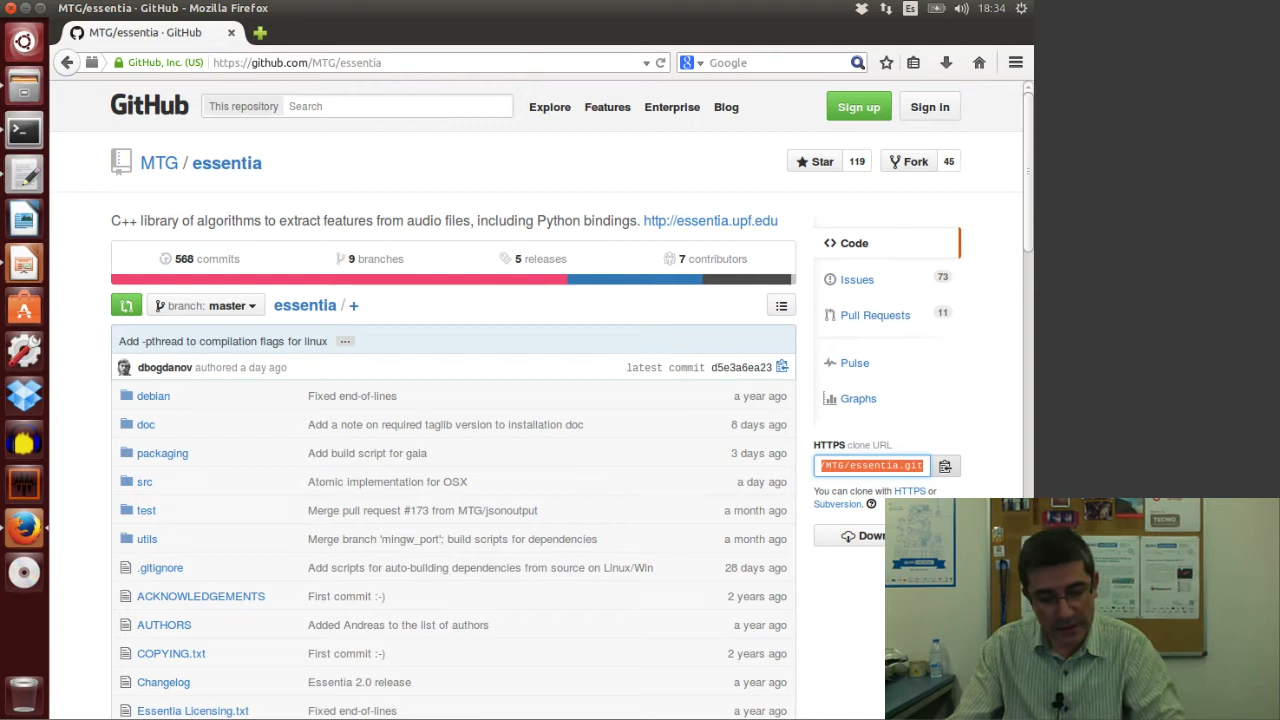 MTG/essentia · GitHub - Mozilla Firefox
Es
18:34
MTG/essentia · GitHub
GitHub, Inc. (US)
https://github.com/MTG/essentia
Google
GitHub
This repository
Search
Explore
Features
Enterprise
Blog
Sign up
Sign in
MTG / essentia
Star 119
Fork 45
C++ library of algorithms to extract features from audio files, including Python bindings. http://essentia.upf.edu
568 commits
9 branches
5 releases
7 contributors
branch: master
essentia / +
Add -pthread to compilation flags for linux ...
dbogdanov authored a day ago
latest commit d5e3a6ea23
debian Fixed end-of-lines a year ago
doc Add a note on required taglib version to installation doc 8 days ago
packaging Add build script for gaia 3 days ago
src Atomic implementation for OSX a day ago
test Merge pull request #173 from MTG/jsonoutput a month ago
utils Merge branch 'mingw_port'; build scripts for dependencies a month ago
.gitignore Add scripts for auto-building dependencies from source on Linux/Win 28 days ago
ACKNOWLEDGEMENTS First commit :-) 2 years ago
AUTHORS Added Andreas to the list of authors a year ago
COPYING.txt First commit :-) 2 years ago
Changelog Essentia 2.0 release a year ago
Essentia Licensing.txt Fixed end-of-lines a year ago
Code
Issues 73
Pull Requests 11
Pulse
Graphs
HTTPS clone URL
/MTG/essentia.git
You can clone with HTTPS or
Subversion.